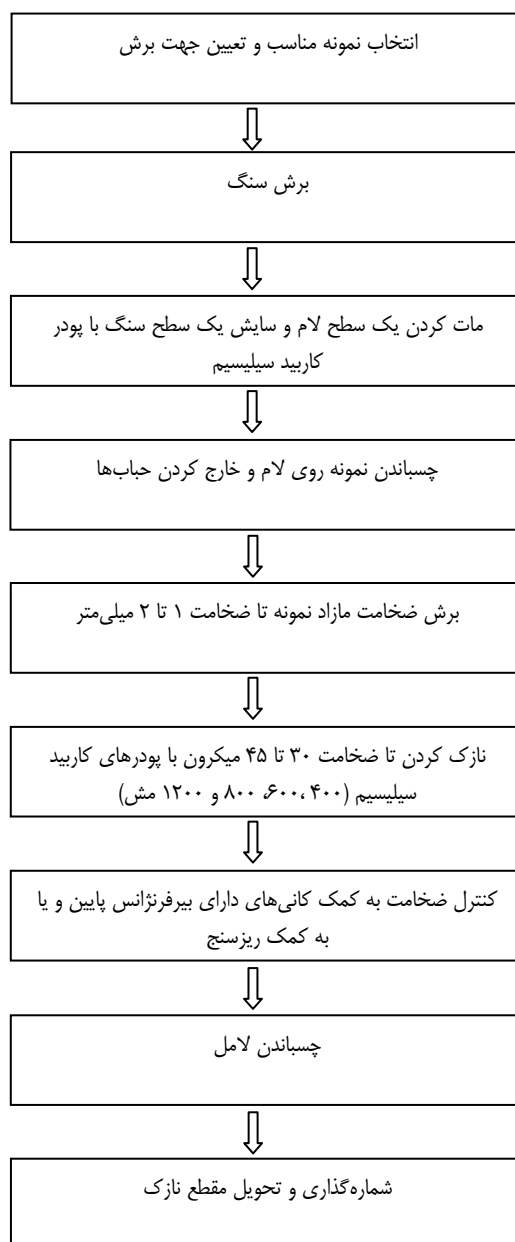 انتخاب نمونه مناسب و تعیین جهت برش
برش سنگ
مات کردن یک سطح لام و سایش یک سطح سنگ با پودر
کاربید سیلیسیم
چسباندن نمونه روی لام و خارج کردن حباب‌ها
برش ضخامت مازاد نمونه تا ضخامت ۱ تا ۲ میلی‌متر
نازک کردن تا ضخامت ۳۰ تا ۴۵ میکرون با پودرهای کاربید
سیلیسیم (۴۰۰، ۶۰۰، ۸۰۰ و ۱۲۰۰ مش)
کنترل ضخامت به کمک کانی‌های دارای بیرفرنژانس پایین و یا
به کمک ریزسنج
چسباندن لامل
شماره‌گذاری و تحویل مقطع نازک